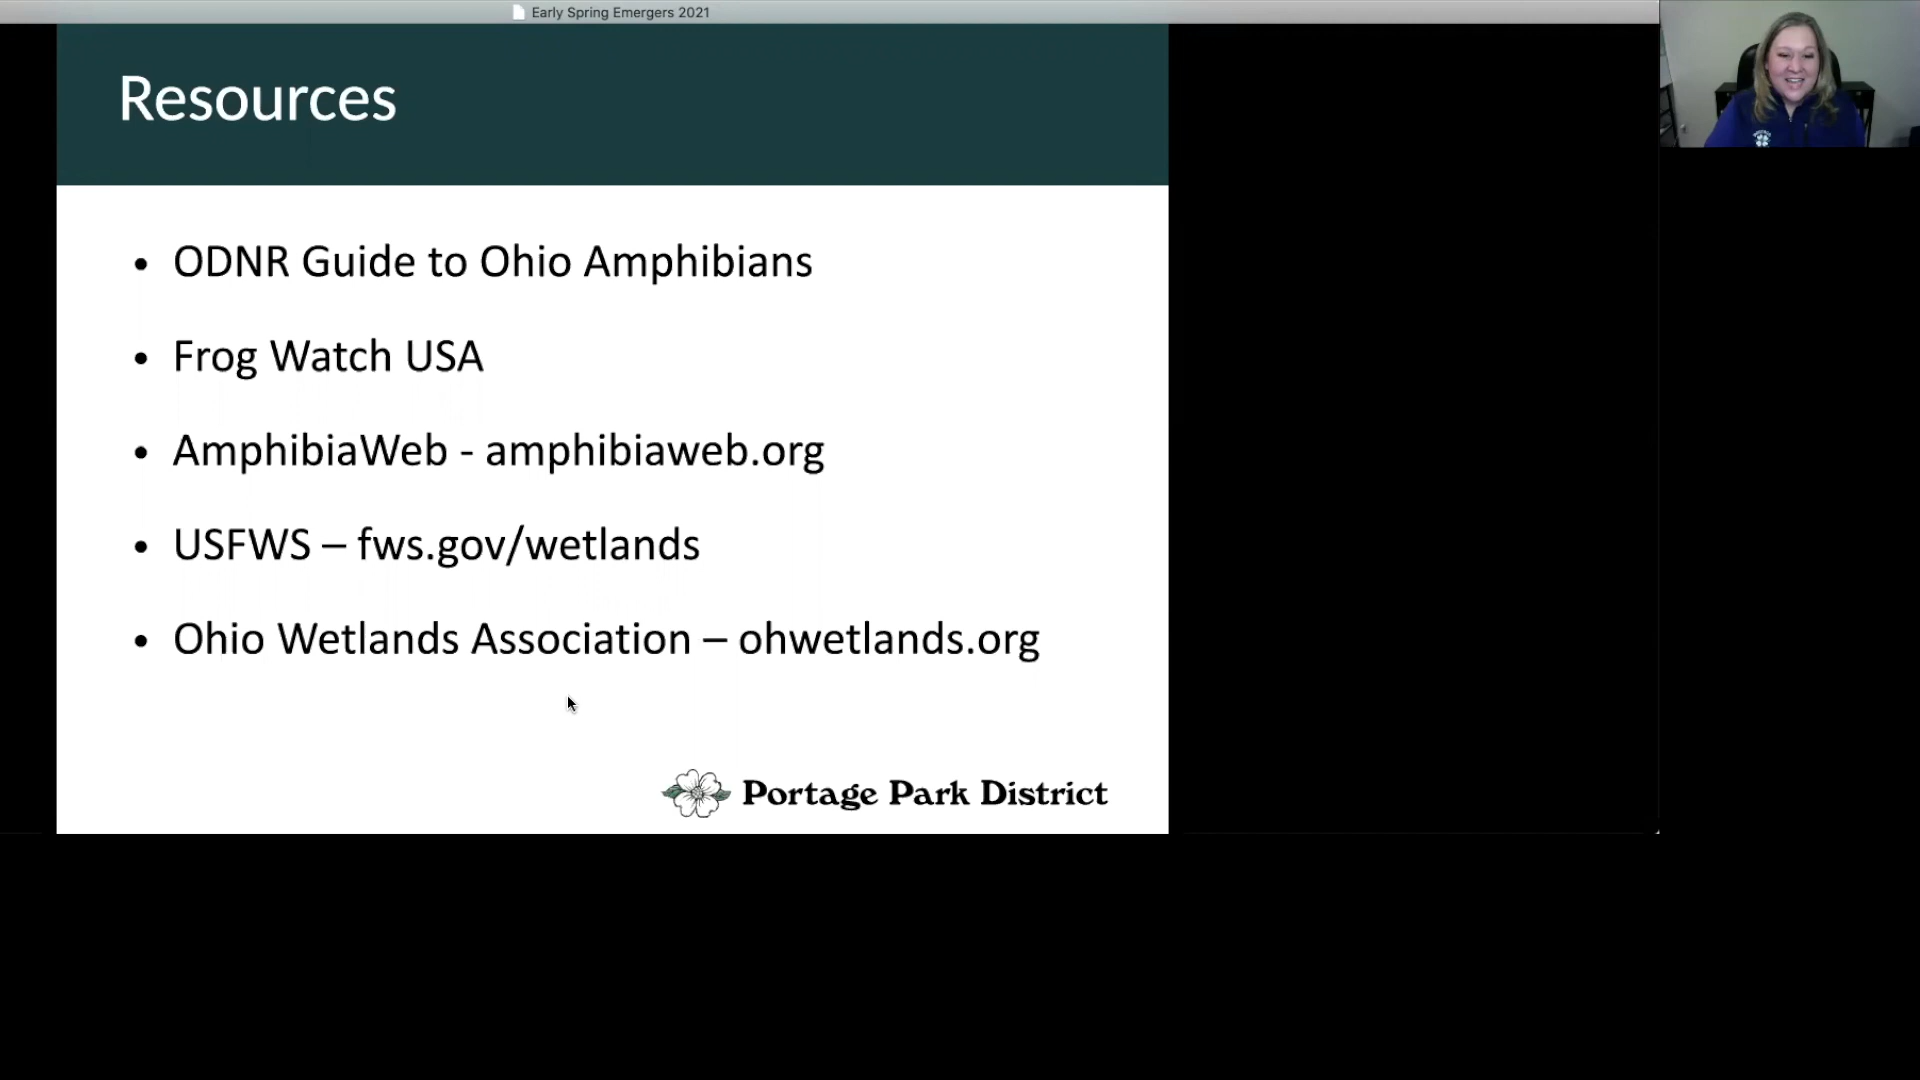 Early Spring Emergers 2021
Resources
• ODNR Guide to Ohio Amphibians
• Frog Watch USA
• AmphibiaWeb - amphibiaweb.org
• USFWS – fws.gov/wetlands
• Ohio Wetlands Association – ohwetlands.org
Portage Park District